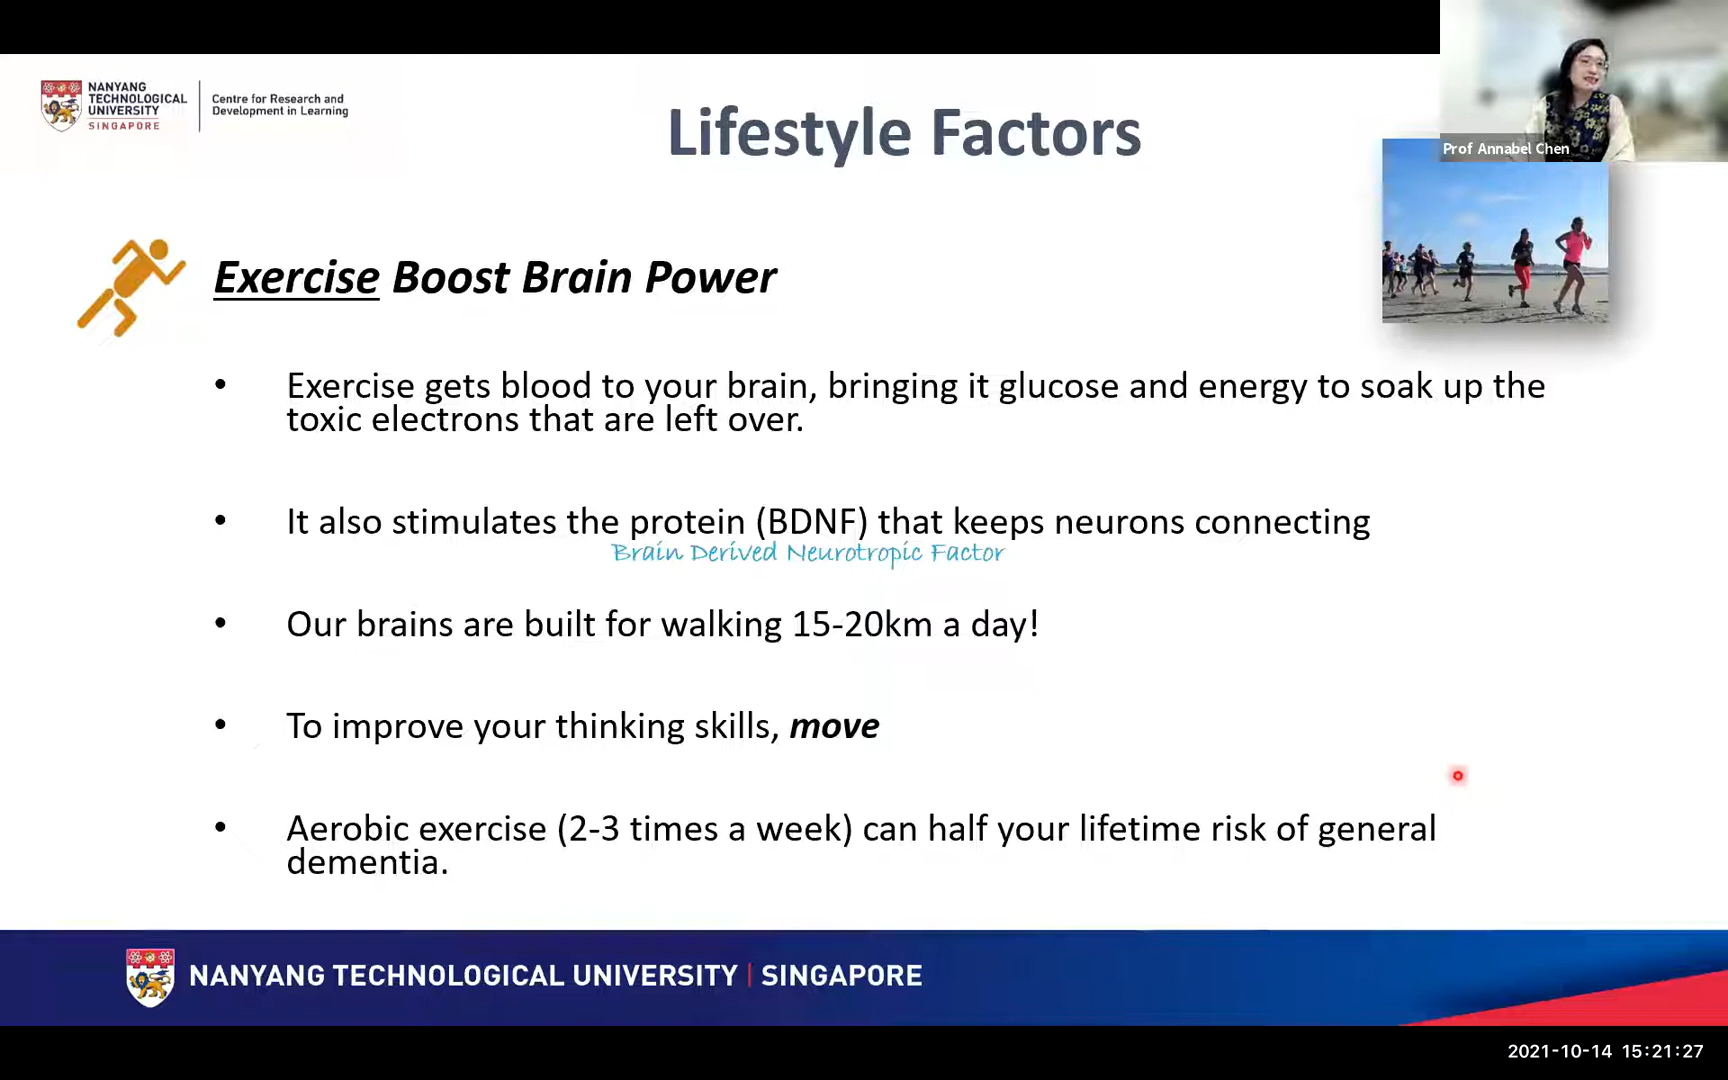 NANYANG
TECHNOLOGICAL
UNIVERSITY
SINGAPORE
Centre for Research and
Development in Learning
Lifestyle Factors
Prof Annabel Chen
Exercise Boost Brain Power
• Exercise gets blood to your brain, bringing it glucose and energy to soak up the
toxic electrons that are left over.
• It also stimulates the protein (BDNF) that keeps neurons connecting
Brain Derived Neurotropic Factor
• Our brains are built for walking 15-20km a day!
• To improve your thinking skills, move
• Aerobic exercise (2-3 times a week) can half your lifetime risk of general
dementia.
NANYANG TECHNOLOGICAL UNIVERSITY | SINGAPORE
2021-10-14 15:21:27